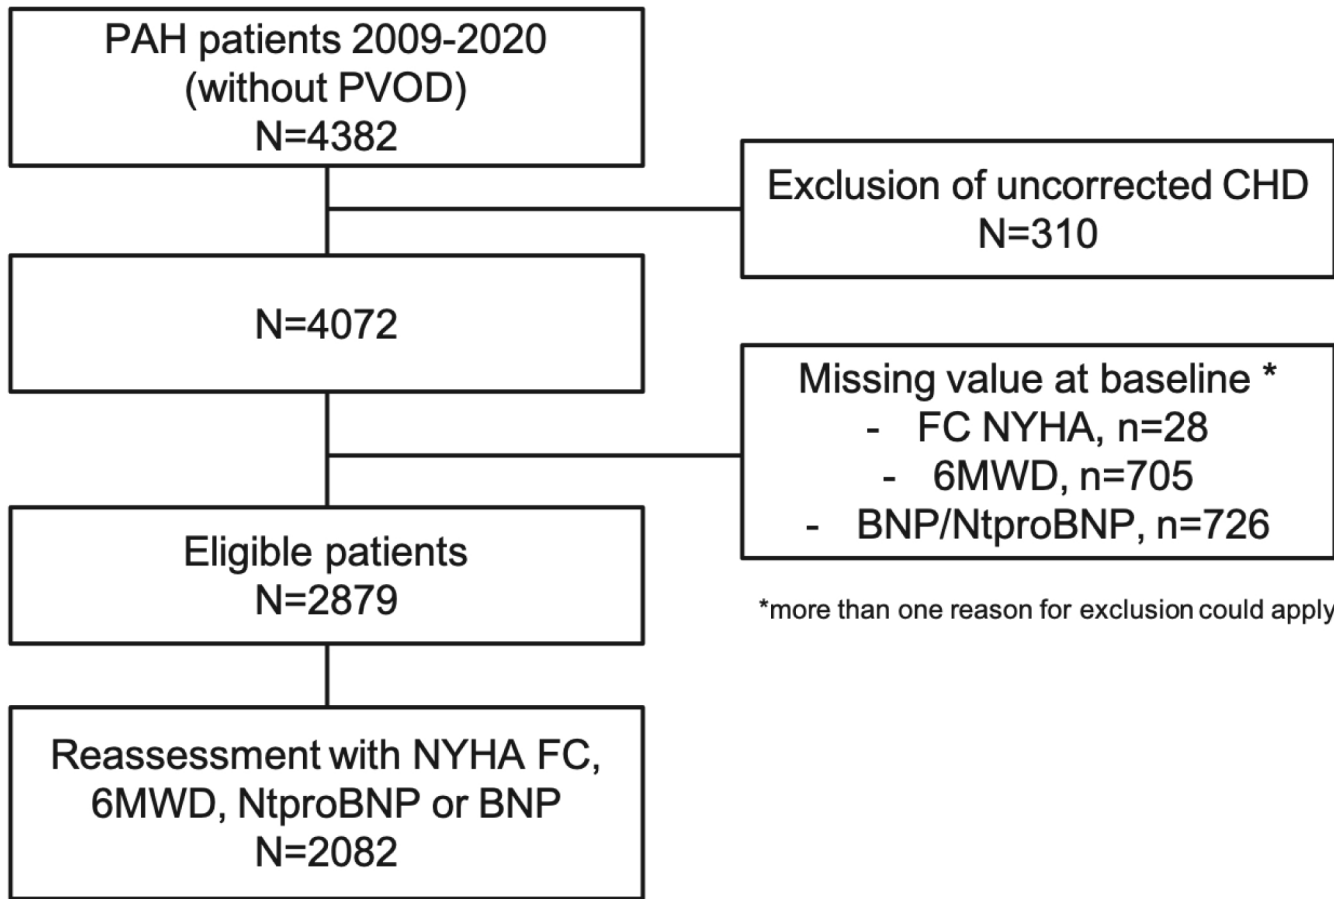 PAH patients 2009-2020
(without PVOD)
N=4382
Exclusion of uncorrected CHD
N=310
N=4072
Missing value at baseline *
- FC NYHA, n=28
- 6MWD, n=705
- BNP/NtproBNP, n=726
Eligible patients
N=2879
*more than one reason for exclusion could apply
Reassessment with NYHA FC,
6MWD, NtproBNP or BNP
N=2082